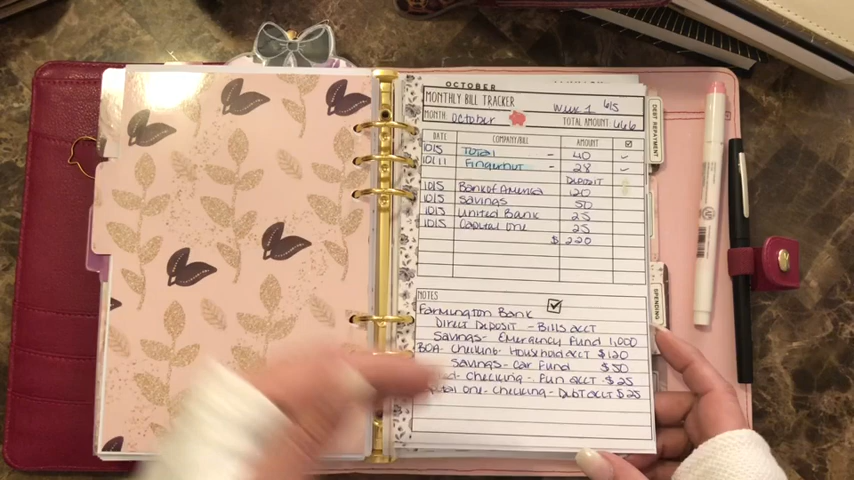 OCTOBER
MONTHLY BILL TRACKER Week 1 6/5
MONTH: October TOTAL AMOUNT: 666
DATE COMPANY/BILL AMOUNT
10/5 Total - 40
10/11 Fingerhut - 28
Deposit
10/5 Bank of America 120
10/5 Savings 50
10/5 United Bank 25
10/5 Capital One 25
$ 220
NOTES
Farmington Bank
Direct Deposit - Bills acct
Savings - Emergency Fund 1,000
BOA - Checking - Household acct $120
Savings - Car Fund $50
Checking - Fun acct $25
One - Checking - Debt acct $25
DEBT REPAYMENT
SPENDING